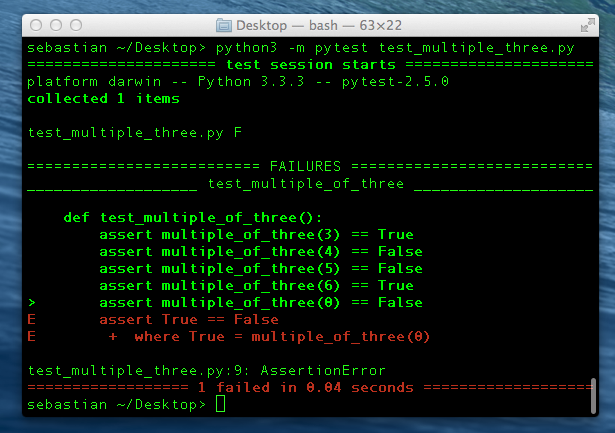 Desktop — bash — 63×22
sebastian ~/Desktop> python3 -m pytest test_multiple_three.py
===================== test session starts =====================
platform darwin -- Python 3.3.3 -- pytest-2.5.0
collected 1 items
test_multiple_three.py F
========================== FAILURES ===========================
___________________ test_multiple_of_three ____________________
def test_multiple_of_three():
assert multiple_of_three(3) == True
assert multiple_of_three(4) == False
assert multiple_of_three(5) == False
assert multiple_of_three(6) == True
>       assert multiple_of_three(0) == False
E       assert True == False
E        +  where True = multiple_of_three(0)
test_multiple_three.py:9: AssertionError
================== 1 failed in 0.04 seconds ===================
sebastian ~/Desktop>